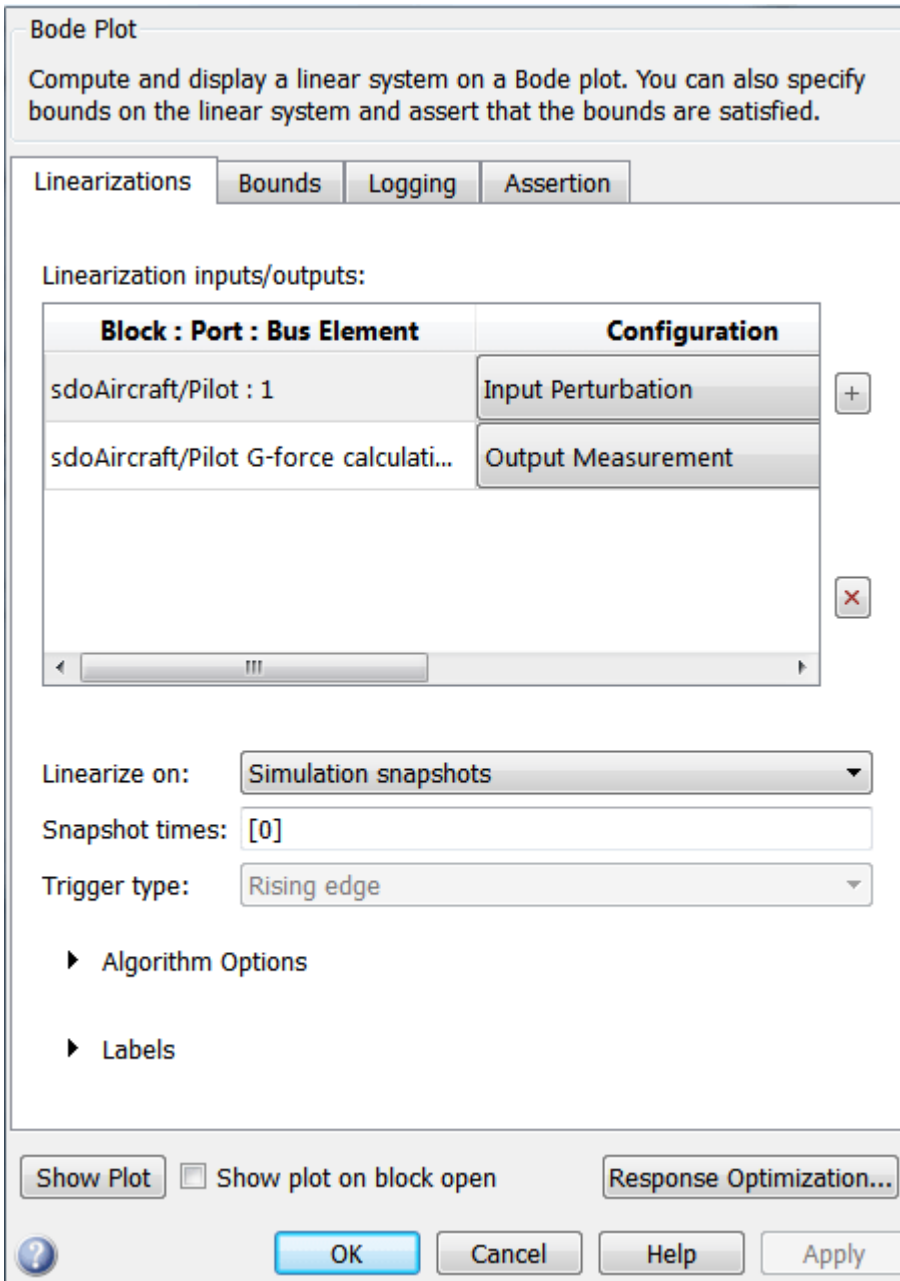 Bode Plot
Compute and display a linear system on a Bode plot. You can also specify
bounds on the linear system and assert that the bounds are satisfied.
Linearizations Bounds Logging Assertion
Linearization inputs/outputs:
Block : Port : Bus Element Configuration
sdoAircraft/Pilot : 1 Input Perturbation
+
sdoAircraft/Pilot G-force calculati... Output Measurement
Linearize on: Simulation snapshots
Snapshot times: [0]
Trigger type: Rising edge
Algorithm Options
Labels
Show Plot Show plot on block open Response Optimization...
? OK Cancel Help Apply